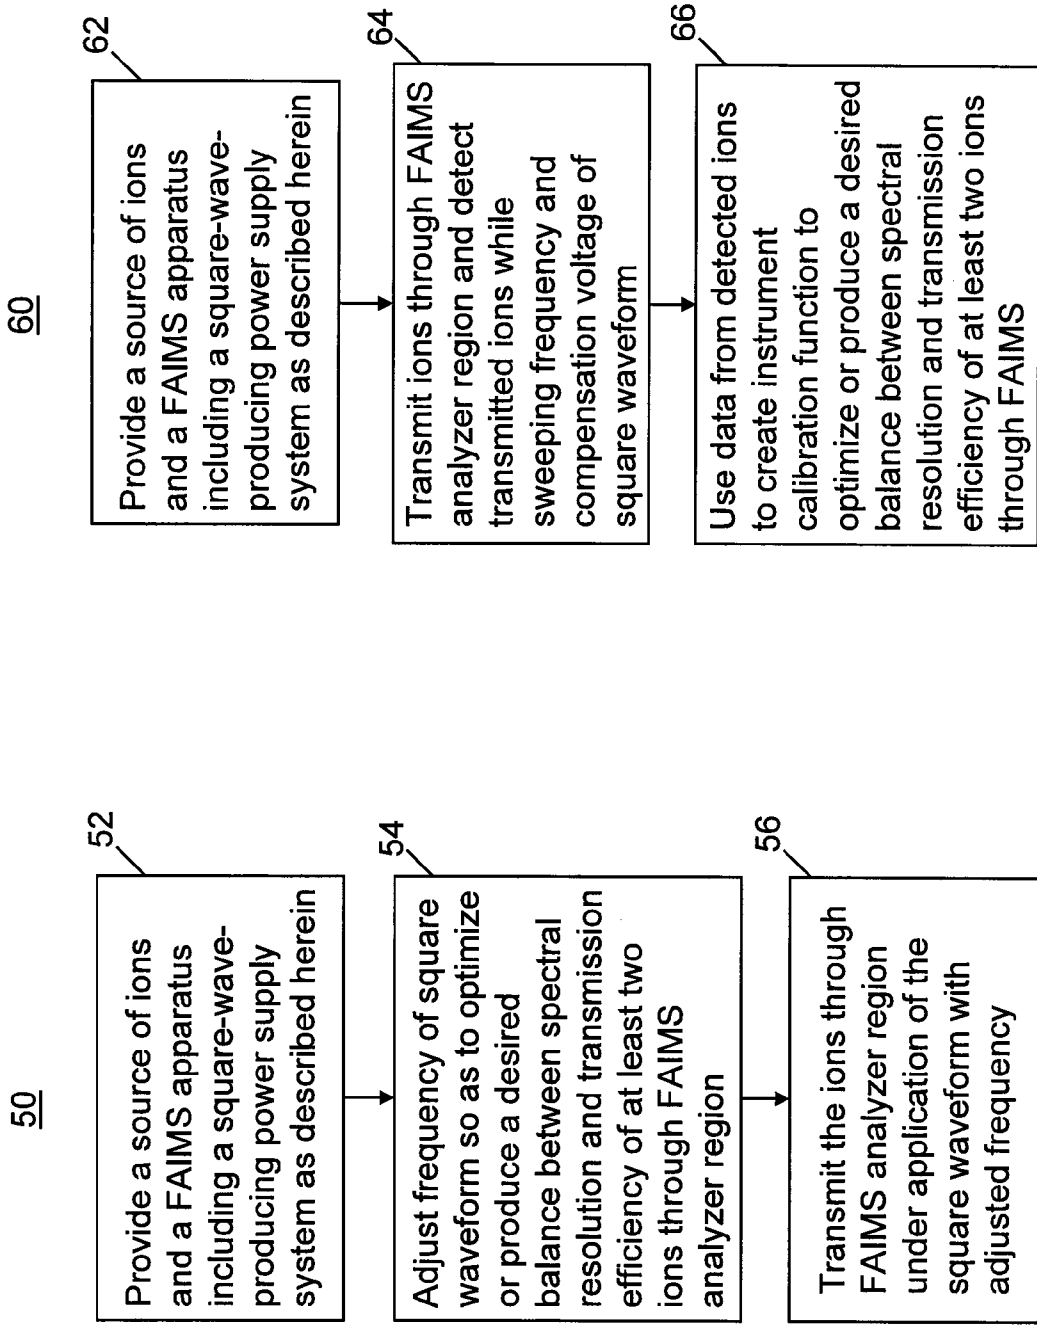 50
52
Provide a source of ions
and a FAIMS apparatus
including a square-wave-
producing power supply
system as described herein
54
Adjust frequency of square
waveform so as to optimize
or produce a desired
balance between spectral
resolution and transmission
efficiency of at least two
ions through FAIMS
analyzer region
56
Transmit the ions through
FAIMS analyzer region
under application of the
square waveform with
adjusted frequency
60
62
Provide a source of ions
and a FAIMS apparatus
including a square-wave-
producing power supply
system as described herein
64
Transmit ions through FAIMS
analyzer region and detect
transmitted ions while
sweeping frequency and
compensation voltage of
square waveform
66
Use data from detected ions
to create instrument
calibration function to
optimize or produce a desired
balance between spectral
resolution and transmission
efficiency of at least two ions
through FAIMS